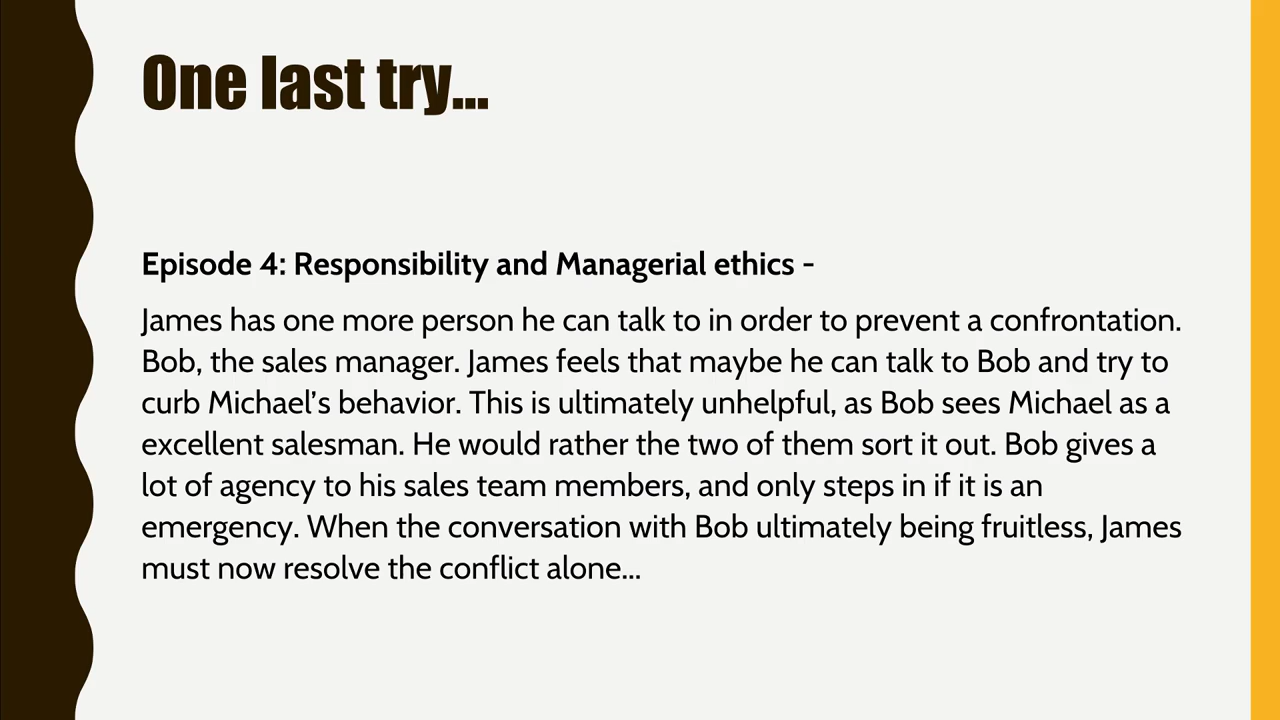 One last try...
Episode 4: Responsibility and Managerial ethics -
James has one more person he can talk to in order to prevent a confrontation.
Bob, the sales manager. James feels that maybe he can talk to Bob and try to
curb Michael's behavior. This is ultimately unhelpful, as Bob sees Michael as a
excellent salesman. He would rather the two of them sort it out. Bob gives a
lot of agency to his sales team members, and only steps in if it is an
emergency. When the conversation with Bob ultimately being fruitless, James
must now resolve the conflict alone...